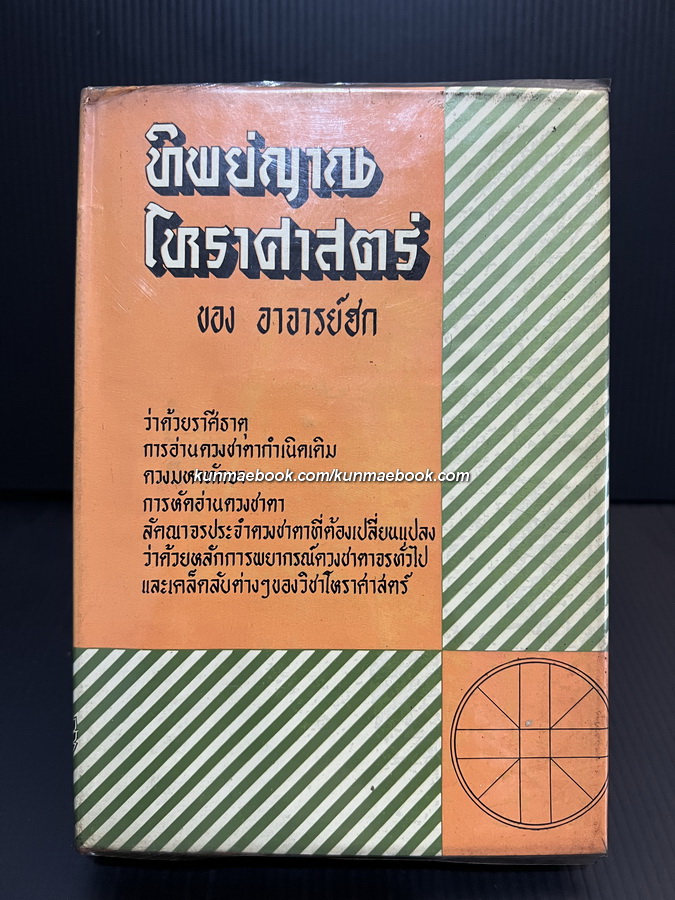 ทิพย์ญาณ
โหราศาสตร์
ของ อาจารย์ฮก
ว่าด้วยราศีธาตุ
การอ่านดวงชาตากำเนิดเดิม
kunmaebook.com/kunmaebook.com
การหัดอ่านดวงชาตา
ลัคณาจรประจำดวงชาตาที่ต้องเปลี่ยนแปลง
ว่าด้วยหลักการพยากรณ์ดวงชาตาจรทั่วไป
และเคล็ดลับต่างๆของวิชาโหราศาสตร์